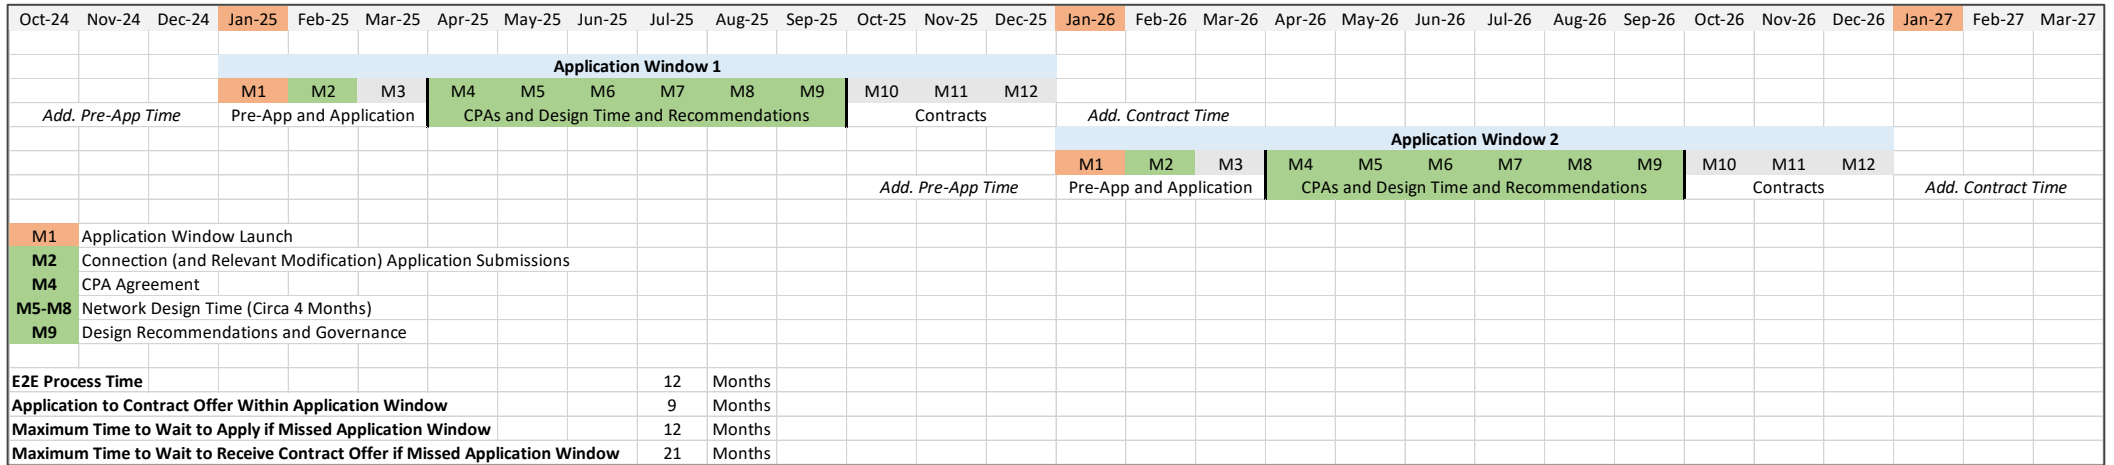 Oct-24 Nov-24 Dec-24 Jan-25 Feb-25 Mar-25 Apr-25 May-25 Jun-25 Jul-25 Aug-25 Sep-25 Oct-25 Nov-25 Dec-25 Jan-26 Feb-26 Mar-26 Apr-26 May-26 Jun-26 Jul-26 Aug-26 Sep-26 Oct-26 Nov-26 Dec-26 Jan-27 Feb-27 Mar-27
Application Window 1
M1 M2 M3 M4 M5 M6 M7 M8 M9 M10 M11 M12
Add. Pre-App Time Pre-App and Application CPAs and Design Time and Recommendations Contracts Add. Contract Time
Application Window 2
M1 M2 M3 M4 M5 M6 M7 M8 M9 M10 M11 M12
Add. Pre-App Time Pre-App and Application CPAs and Design Time and Recommendations Contracts Add. Contract Time
M1 Application Window Launch
M2 Connection (and Relevant Modification) Application Submissions
M4 CPA Agreement
M5-M8 Network Design Time (Circa 4 Months)
M9 Design Recommendations and Governance
E2E Process Time 12 Months
Application to Contract Offer Within Application Window 9 Months
Maximum Time to Wait to Apply if Missed Application Window 12 Months
Maximum Time to Wait to Receive Contract Offer if Missed Application Window 21 Months